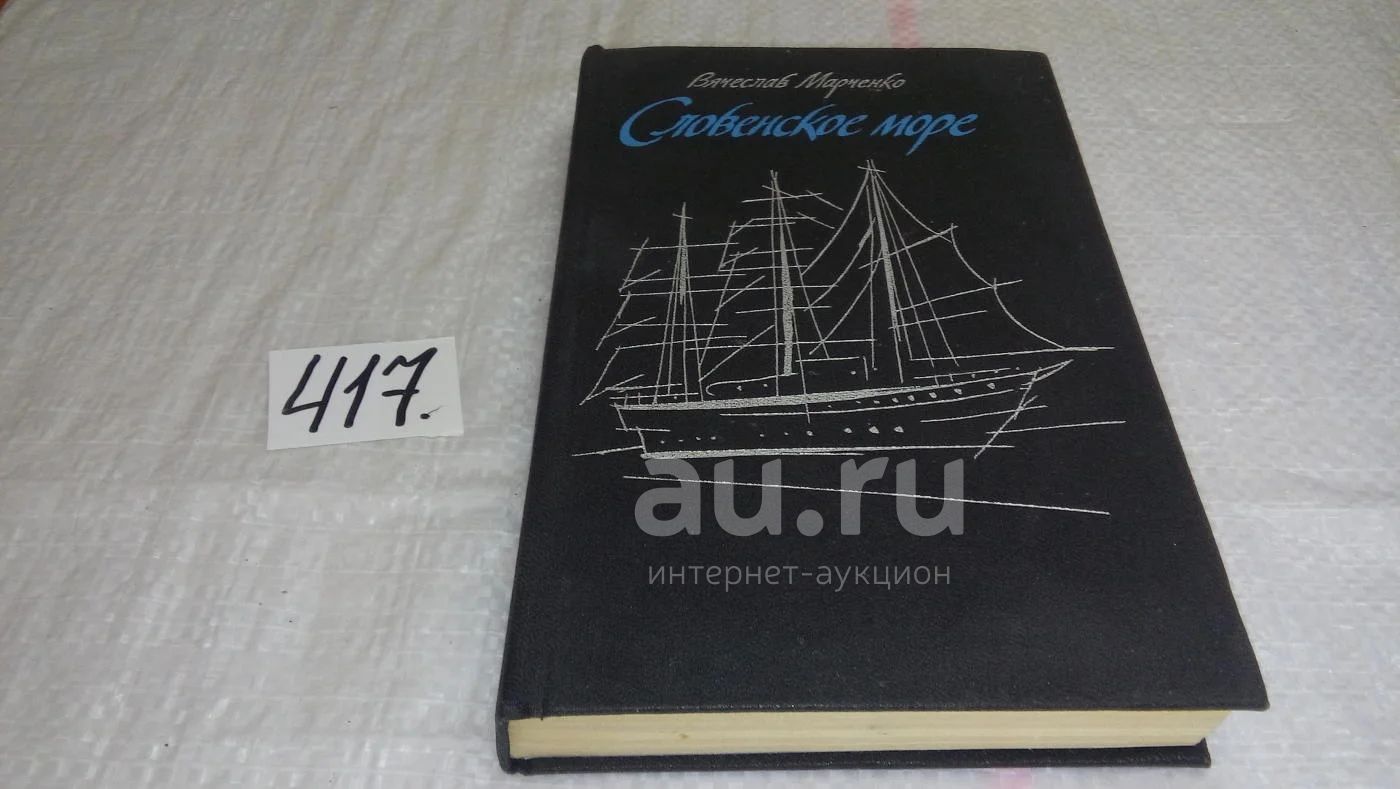 Вячеслав Марченко
Словенское море
417.
au.ru
интернет-аукцион